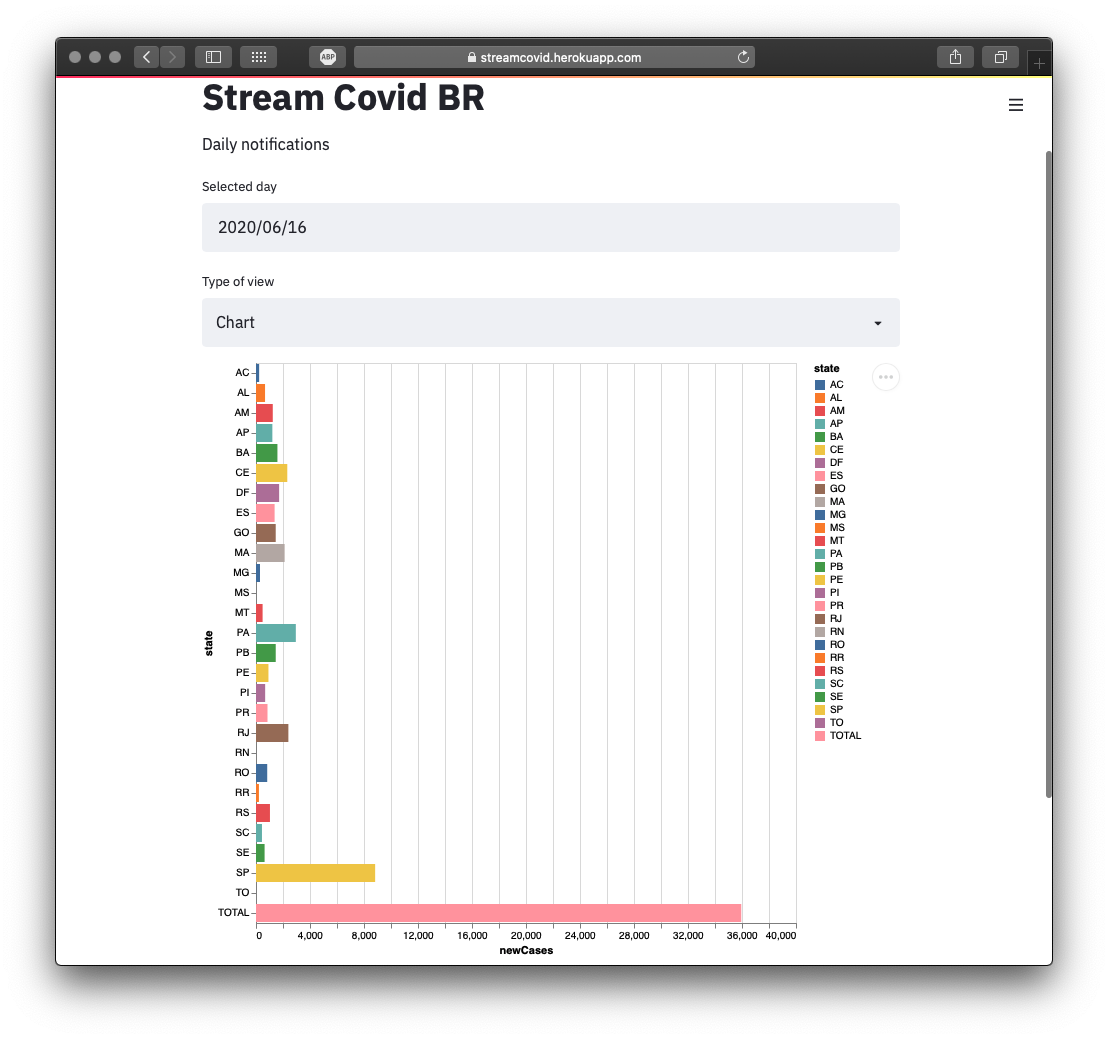 ABP
streamcovid.herokuapp.com
Stream Covid BR
Daily notifications
Selected day
2020/06/16
Type of view
Chart
AC
AL
AM
AP
BA
CE
DF
ES
GO
MA
MG
MS
MT
PA
PB
PE
PI
PR
RJ
RN
RO
RR
RS
SC
SE
SP
TO
TOTAL
state
0 4,000 8,000 12,000 16,000 20,000 24,000 28,000 32,000 36,000 40,000
newCases
state
AC
AL
AM
AP
BA
CE
DF
ES
GO
MA
MG
MS
MT
PA
PB
PE
PI
PR
RJ
RN
RO
RR
RS
SC
SE
SP
TO
TOTAL